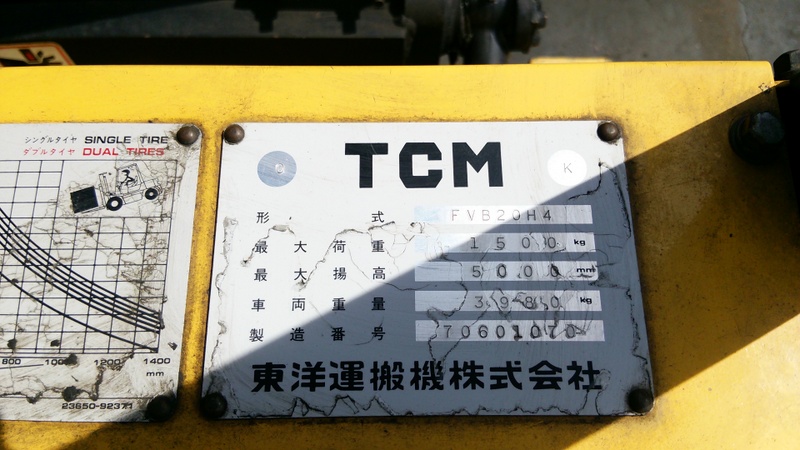 シングルタイヤ SINGLE TIRE
ダブルタイヤ DUAL TIRES
800 1000 1200 1400
mm
23650-92371
TCM
K
形式 FVB20H4
最大荷重 1500 kg
最大揚高 5000 mm
車両重量 3980 kg
製造番号 70601070
東洋運搬機株式会社